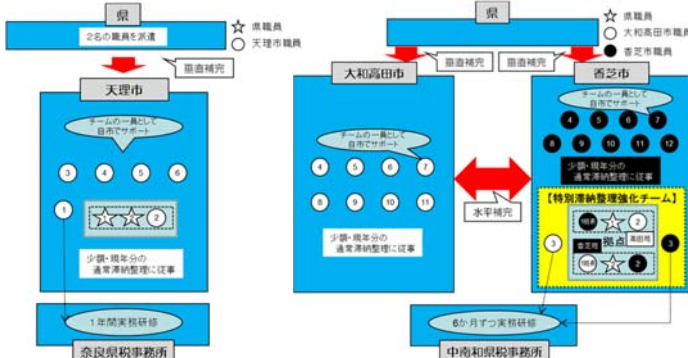 県
2名の職員を派遣
県職員
天理市職員
垂直補完
天理市
チームの一員として
自市でサポート
3
4
5
6
1
2
少額・現年分の
通常滞納整理に従事
1年間実務研修
奈良県税事務所
県
県職員
大和高田市職員
香芝市職員
垂直補完
垂直補完
大和高田市
香芝市
チームの一員として
自市でサポート
4
5
6
7
8
9
10
11
少額・現年分の
通常滞納整理に従事
水平補完
チームの一員として
自市でサポート
4
5
6
7
8
9
10
11
12
少額・現年分の
通常滞納整理に従事
【特別滞納整理強化チーム】
2
高田班
拠点
香芝班
2
3
3
6か月ずつ実務研修
中南和県税事務所